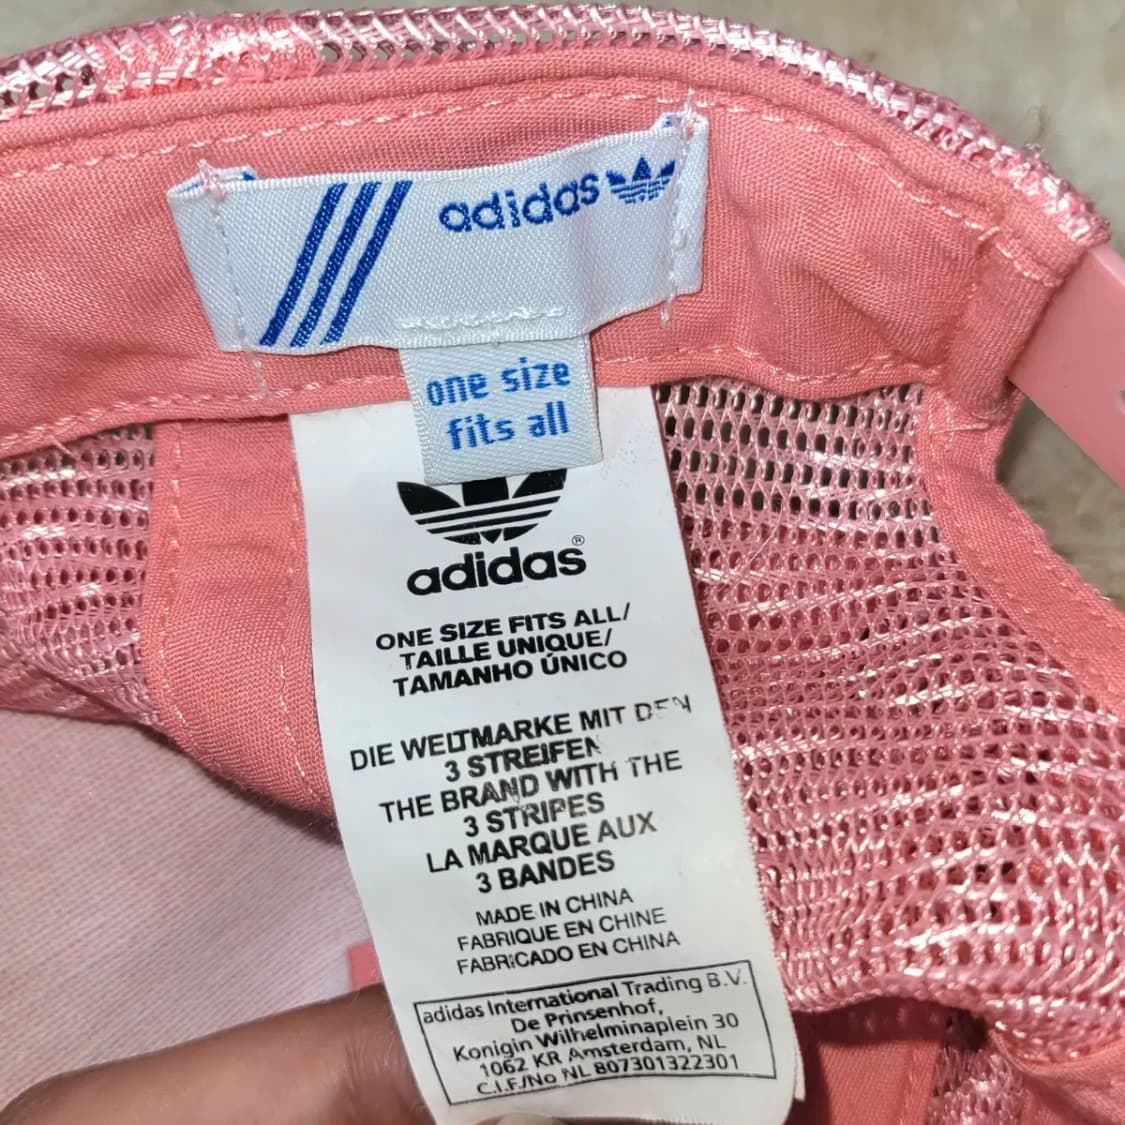 adidas
one size
fits all
adidas®
ONE SIZE FITS ALL/
TAILLE UNIQUE/
TAMANHO ÚNICO
DIE WELTMARKE MIT DEN
3 STREIFEN
THE BRAND WITH THE
3 STRIPES
LA MARQUE AUX
3 BANDES
MADE IN CHINA
FABRIQUE EN CHINE
FABRICADO EN CHINA
adidas International Trading B.V.
De Prinsenhof,
Konigin Wilhelminaplein 30
1062 KR Amsterdam, NL
C.I.F./No NL 807301322301